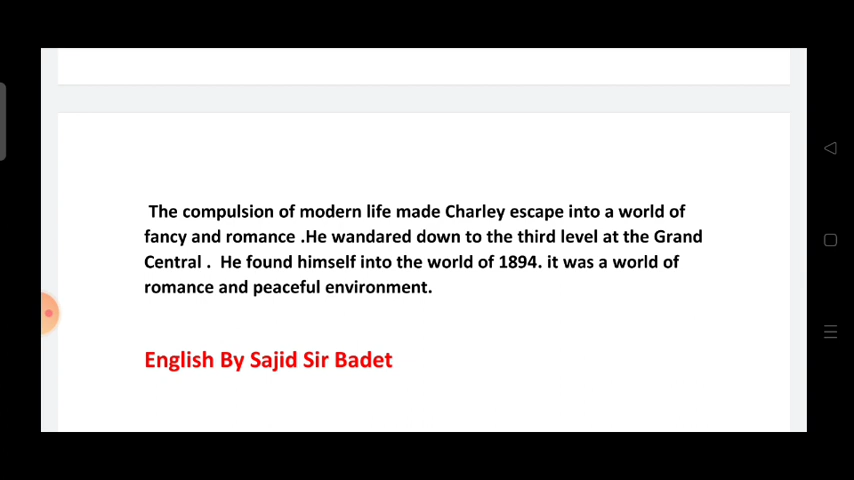 The compulsion of modern life made Charley escape into a world of
fancy and romance .He wandared down to the third level at the Grand
Central . He found himself into the world of 1894. it was a world of
romance and peaceful environment.
English By Sajid Sir Badet